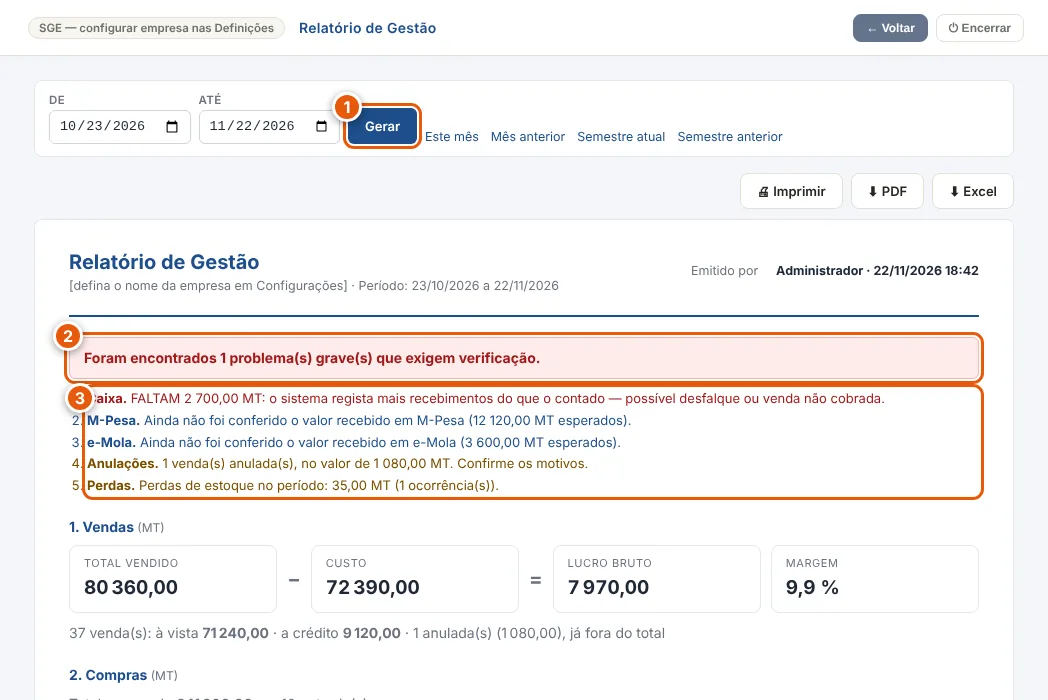 SGE — configurar empresa nas Definições
Relatório de Gestão
← Voltar
Encerrar
DE
ATÉ
10/23/2026
11/22/2026
1
Gerar
Este mês
Mês anterior
Semestre atual
Semestre anterior
Imprimir
PDF
Excel
Relatório de Gestão
[defina o nome da empresa em Configurações] · Período: 23/10/2026 a 22/11/2026
Emitido por Administrador · 22/11/2026 18:42
2
Foram encontrados 1 problema(s) grave(s) que exigem verificação.
3
FALTAM 2 700,00 MT: o sistema regista mais recebimentos do que o contado — possível desfalque ou venda não cobrada.
2. M-Pesa. Ainda não foi conferido o valor recebido em M-Pesa (12 120,00 MT esperados).
3. e-Mola. Ainda não foi conferido o valor recebido em e-Mola (3 600,00 MT esperados).
4. Anulações. 1 venda(s) anulada(s), no valor de 1 080,00 MT. Confirme os motivos.
5. Perdas. Perdas de estoque no período: 35,00 MT (1 ocorrência(s)).
1. Vendas (MT)
TOTAL VENDIDO
80 360,00
–
CUSTO
72 390,00
=
LUCRO BRUTO
7 970,00
MARGEM
9,9 %
37 venda(s): à vista 71 240,00 · a crédito 9 120,00 · 1 anulada(s) (1 080,00), já fora do total
2. Compras (MT)